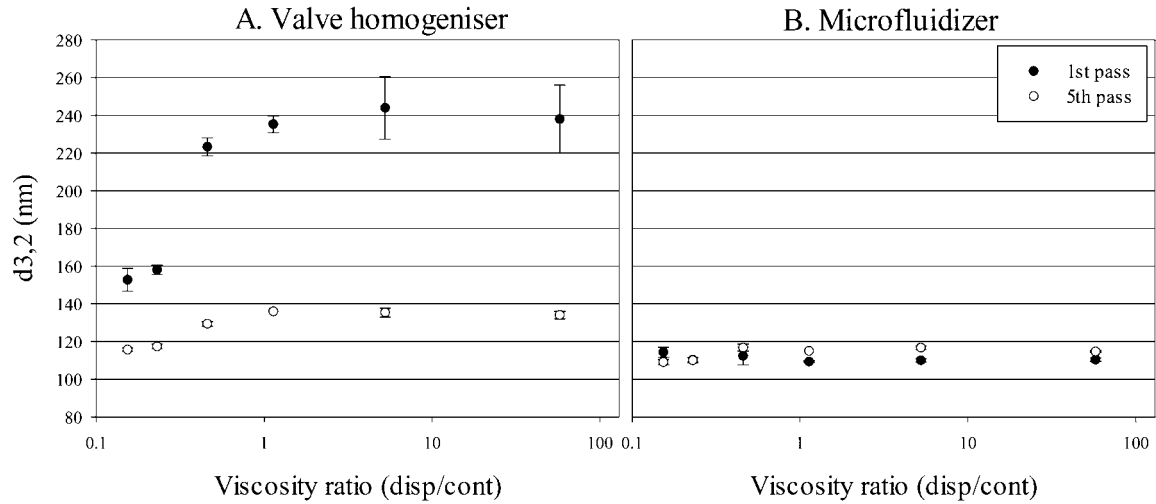 A. Valve homogeniser
B. Microfluidizer
280
260
240
220
200
180
160
140
120
100
80
d3,2 (nm)
1st pass
5th pass
0.1
1
10
100
0.1
1
10
100
Viscosity ratio (disp/cont)
Viscosity ratio (disp/cont)